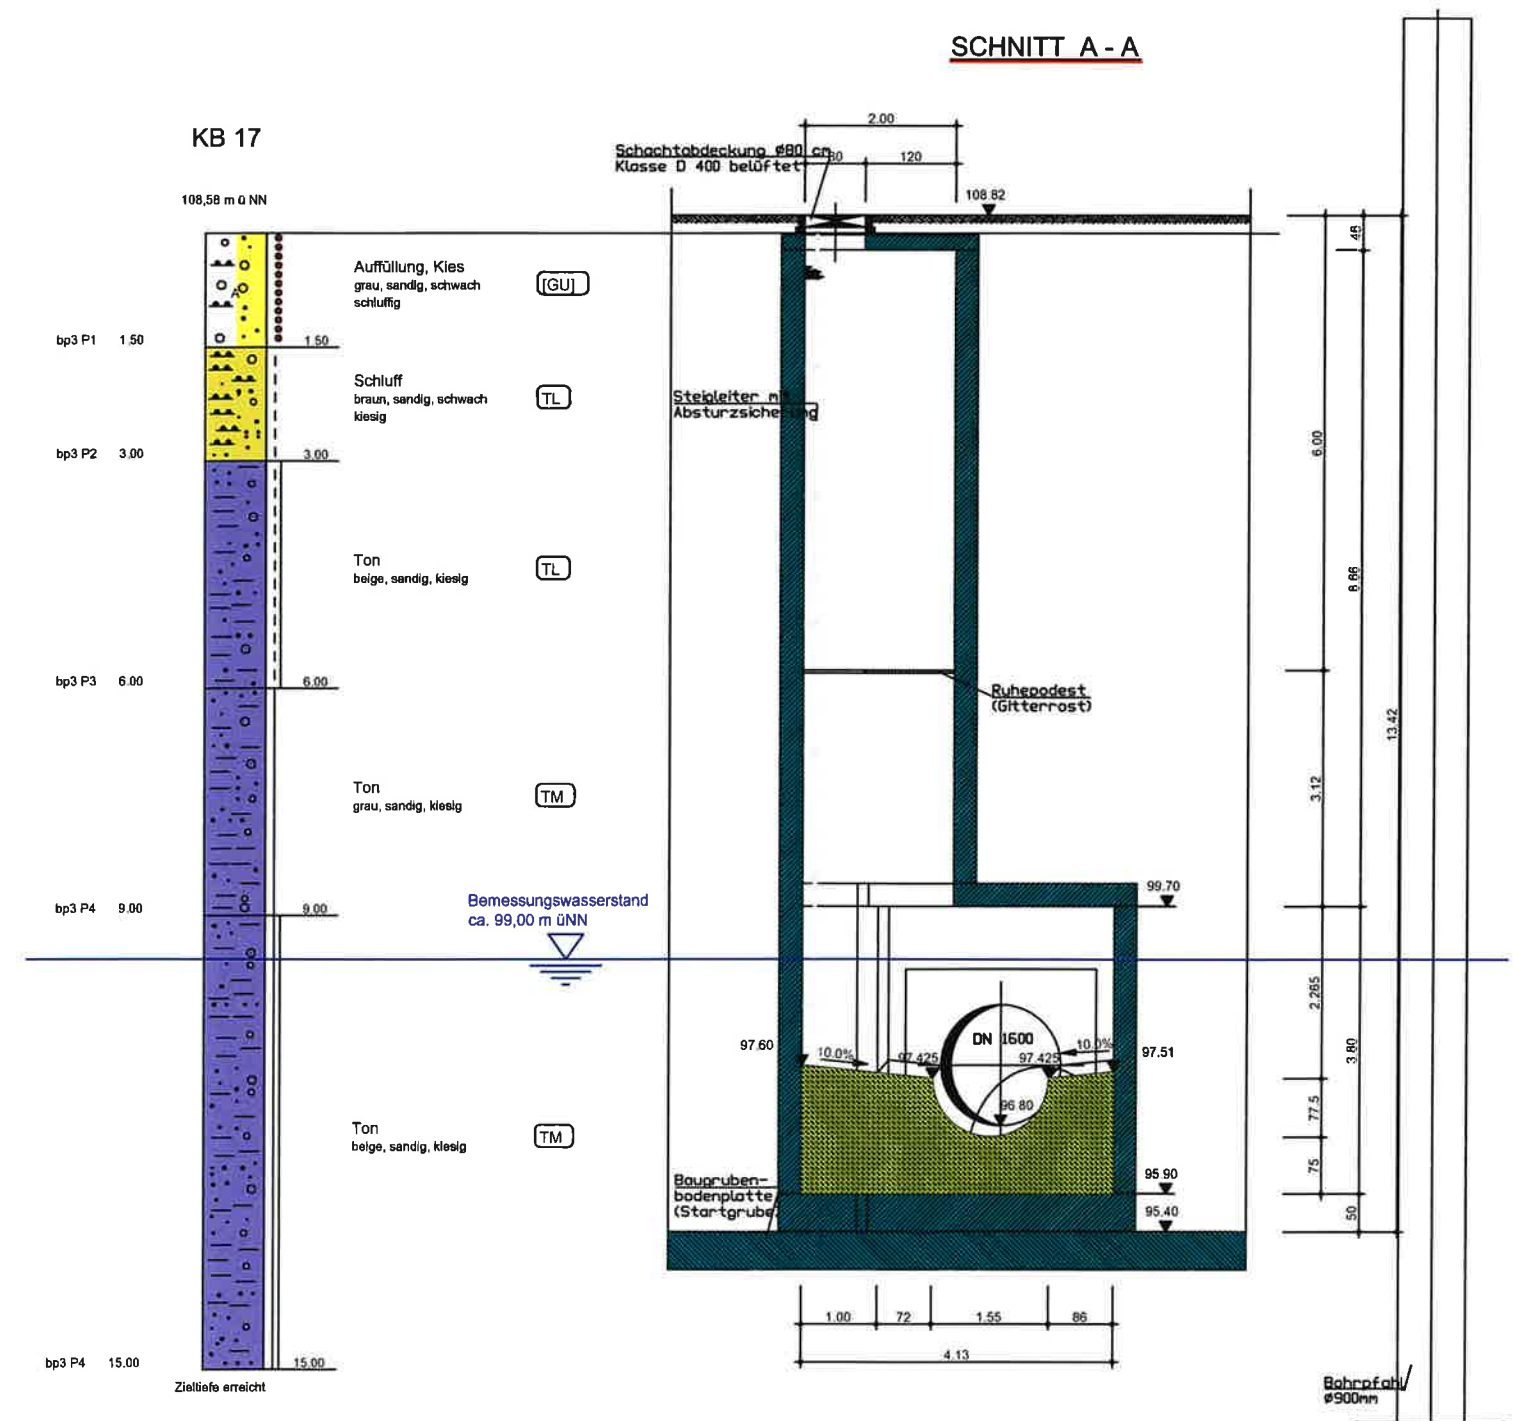 SCHNITT A - A
KB 17
108,58 m ü NN
2.00
Schachtabdeckung ø80 cm
Klasse D 400 belüftet
80
120
108.82
46
Auffüllung, Kies
grau, sandig, schwach
schluffig
[GU]
A
bp3 P1 1,50
1.50
Schluff
braun, sandig, schwach
kiesig
TL
Steigleiter mit
Absturzsicherung
bp3 P2 3.00
3.00
6.00
Ton
beige, sandig, kiesig
TL
8.66
bp3 P3 6.00
6.00
Ruhepodest
(Gitterrost)
13.42
Ton
grau, sandig, kiesig
TM
3.12
bp3 P4 9.00
9.00
Bemessungswasserstand
ca. 99,00 m üNN
99.70
2.265
3.80
DN 1600
97.60
10.0%
97.425
97.425
10.0%
97.51
96.80
77.5
Ton
beige, sandig, kiesig
TM
75
Baugruben-
bodenplatte
(Startgrube)
95.90
95.40
50
1.00
72
1.55
86
4.13
bp3 P4 15.00
15.00
Zieltiefe erreicht
Bohrpfahl
ø900mm